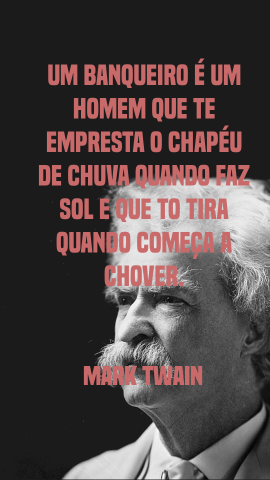 UM BANQUEIRO É UM
HOMEM QUE TE
EMPRESTA O CHAPÉU
DE CHUVA QUANDO FAZ
SOL E QUE TO TIRA
QUANDO COMEÇA A
CHOVER.
MARK TWAIN